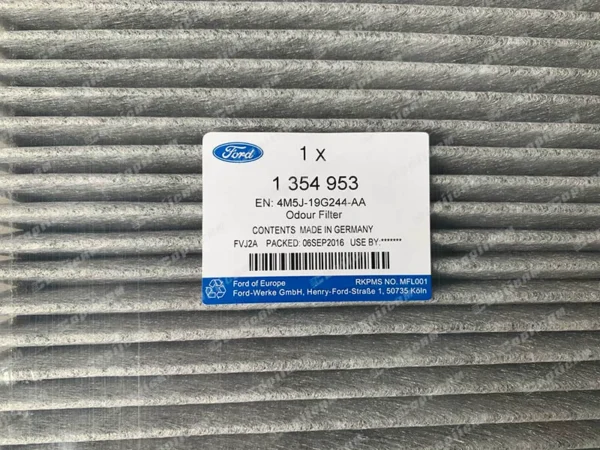 Ford
1 X
1 354 953
EN: 4M5J-19G244-AA
Odour Filter
CONTENTS MADE IN GERMANY
FVJ2A PACKED: 06SEP2016 USE BY:*******
Ford of Europe
RKPMS NO. MFL001
Ford-Werke GmbH, Henry-Ford-Straße 1, 50735 Köln